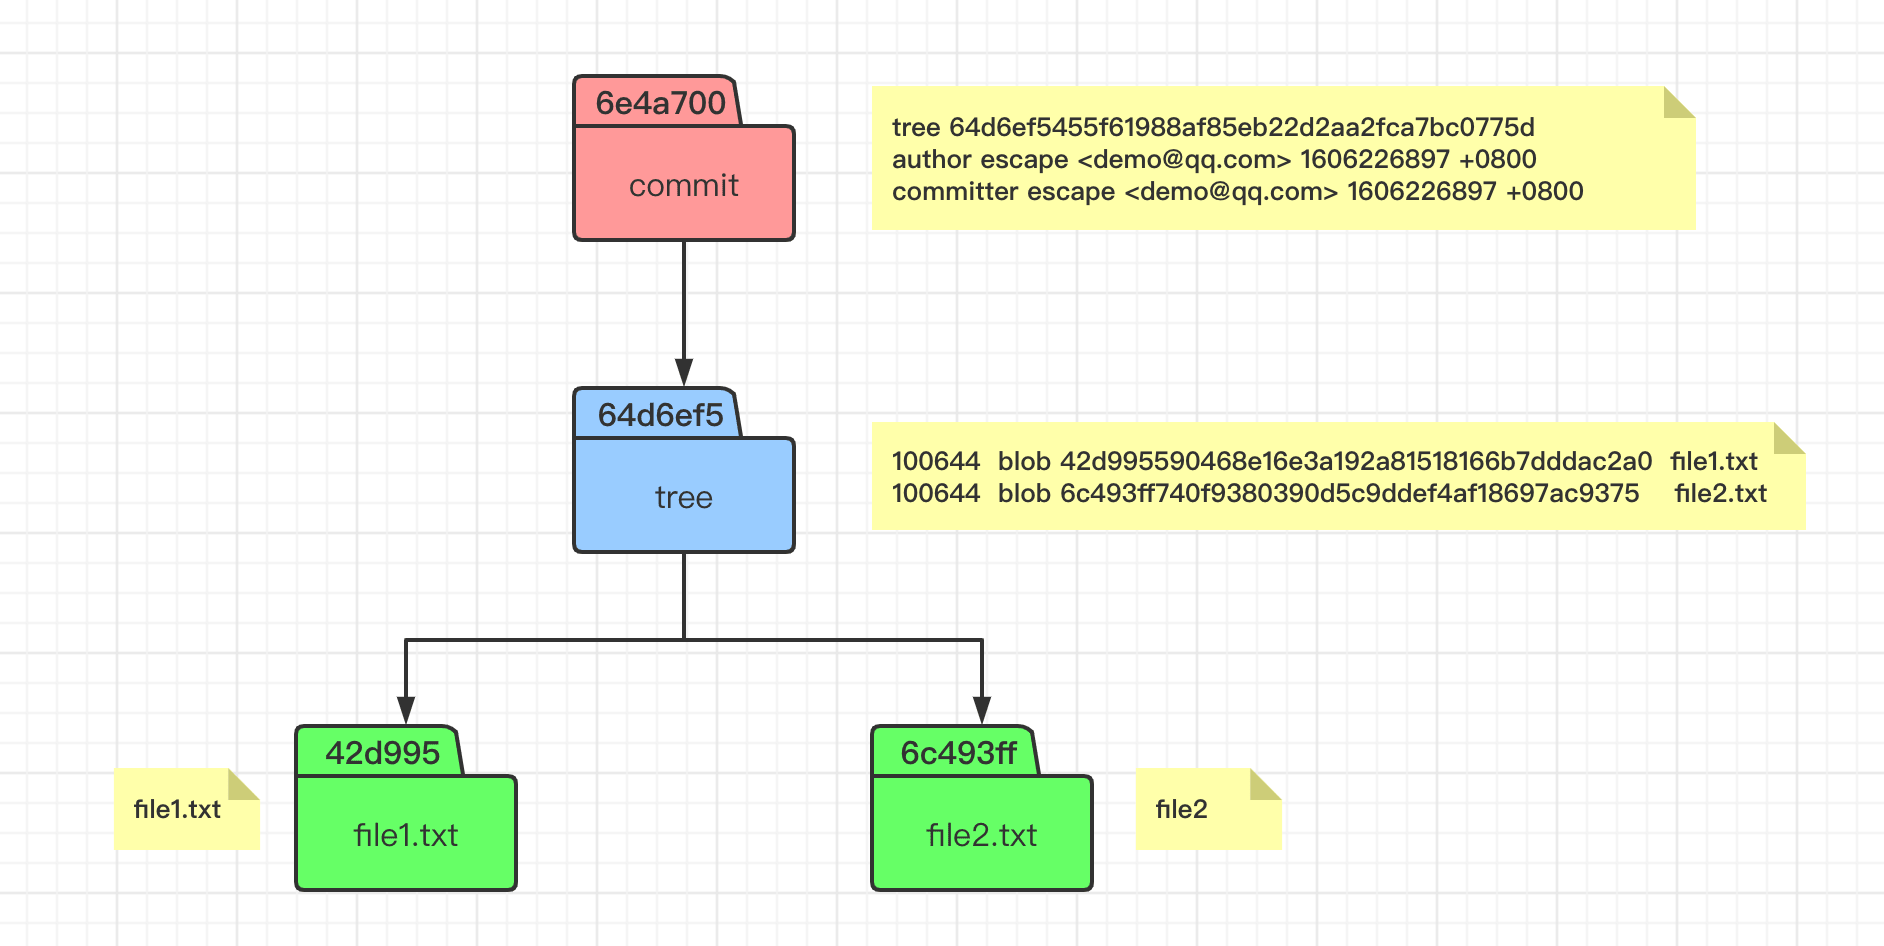 6e4a700
commit
tree 64d6ef5455f61988af85eb22d2aa2fca7bc0775d
author escape <demo@qq.com> 1606226897 +0800
committer escape <demo@qq.com> 1606226897 +0800
64d6ef5
tree
100644 blob 42d995590468e16e3a192a81518166b7dddac2a0 file1.txt
100644 blob 6c493ff740f9380390d5c9ddef4af18697ac9375 file2.txt
file1.txt
42d995
file1.txt
6c493ff
file2.txt
file2